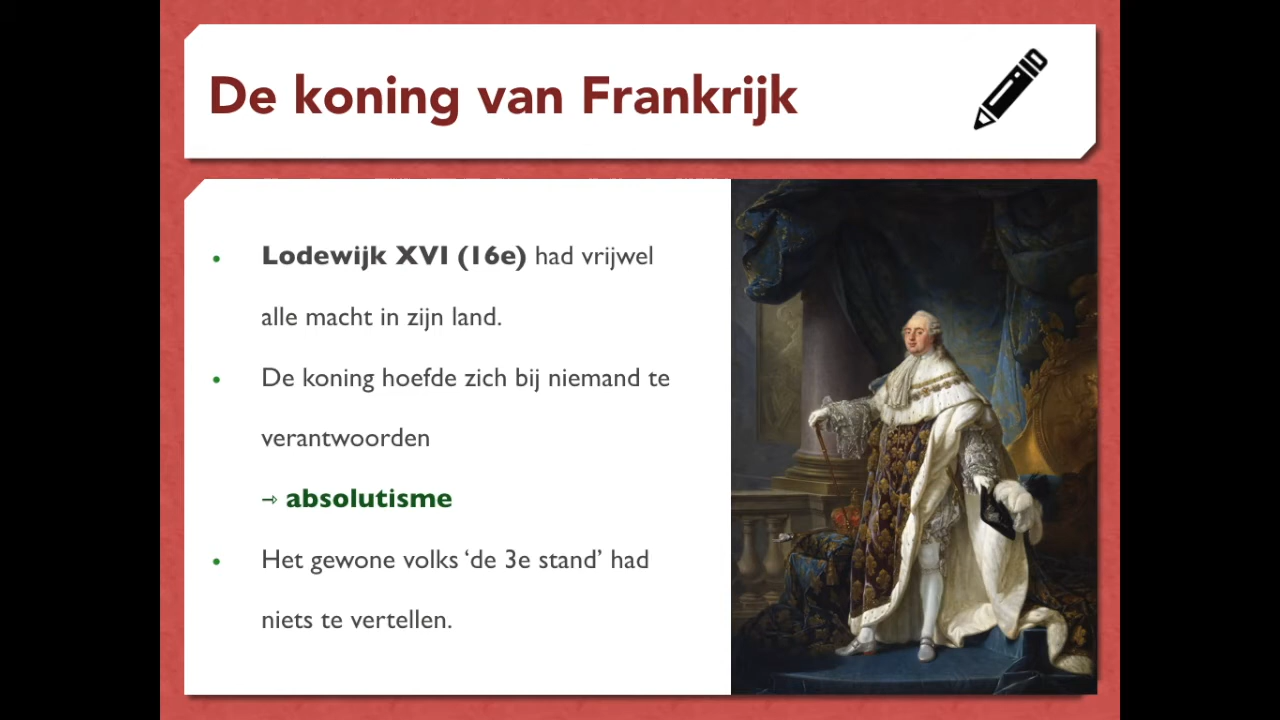 De koning van Frankrijk
• Lodewijk XVI (16e) had vrijwel
alle macht in zijn land.
• De koning hoefde zich bij niemand te
verantwoorden
→ absolutisme
• Het gewone volks ‘de 3e stand’ had
niets te vertellen.